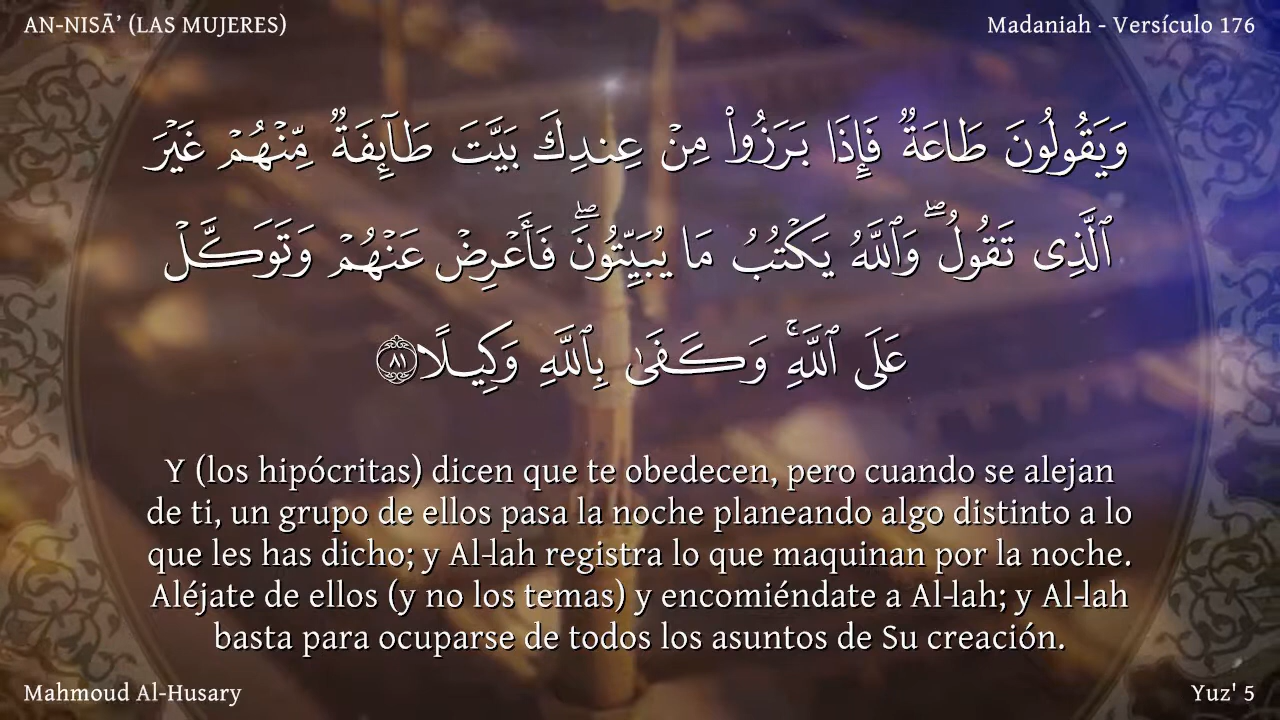 AN-NISĀ’ (LAS MUJERES)
Madaniah - Versículo 176
وَيَقُولُونَ طَاعَةٌ فَإِذَا بَرَزُوا۟ مِنْ عِندِكَ بَيَّتَ طَآئِفَةٌ مِّنْهُمْ غَيْرَ
ٱلَّذِى تَقُولُ ۖ وَٱللَّهُ يَكْتُبُ مَا يُبَيِّتُونَ ۖ فَأَعْرِضْ عَنْهُمْ وَتَوَكَّلْ
عَلَى ٱللَّهِ ۚ وَكَفَىٰ بِٱللَّهِ وَكِيلًا ٨١
Y (los hipócritas) dicen que te obedecen, pero cuando se alejan
de ti, un grupo de ellos pasa la noche planeando algo distinto a lo
que les has dicho; y Al-lah registra lo que maquinan por la noche.
Aléjate de ellos (y no los temas) y encomiéndate a Al-lah; y Al-lah
basta para ocuparse de todos los asuntos de Su creación.
Mahmoud Al-Husary
Yuz' 5